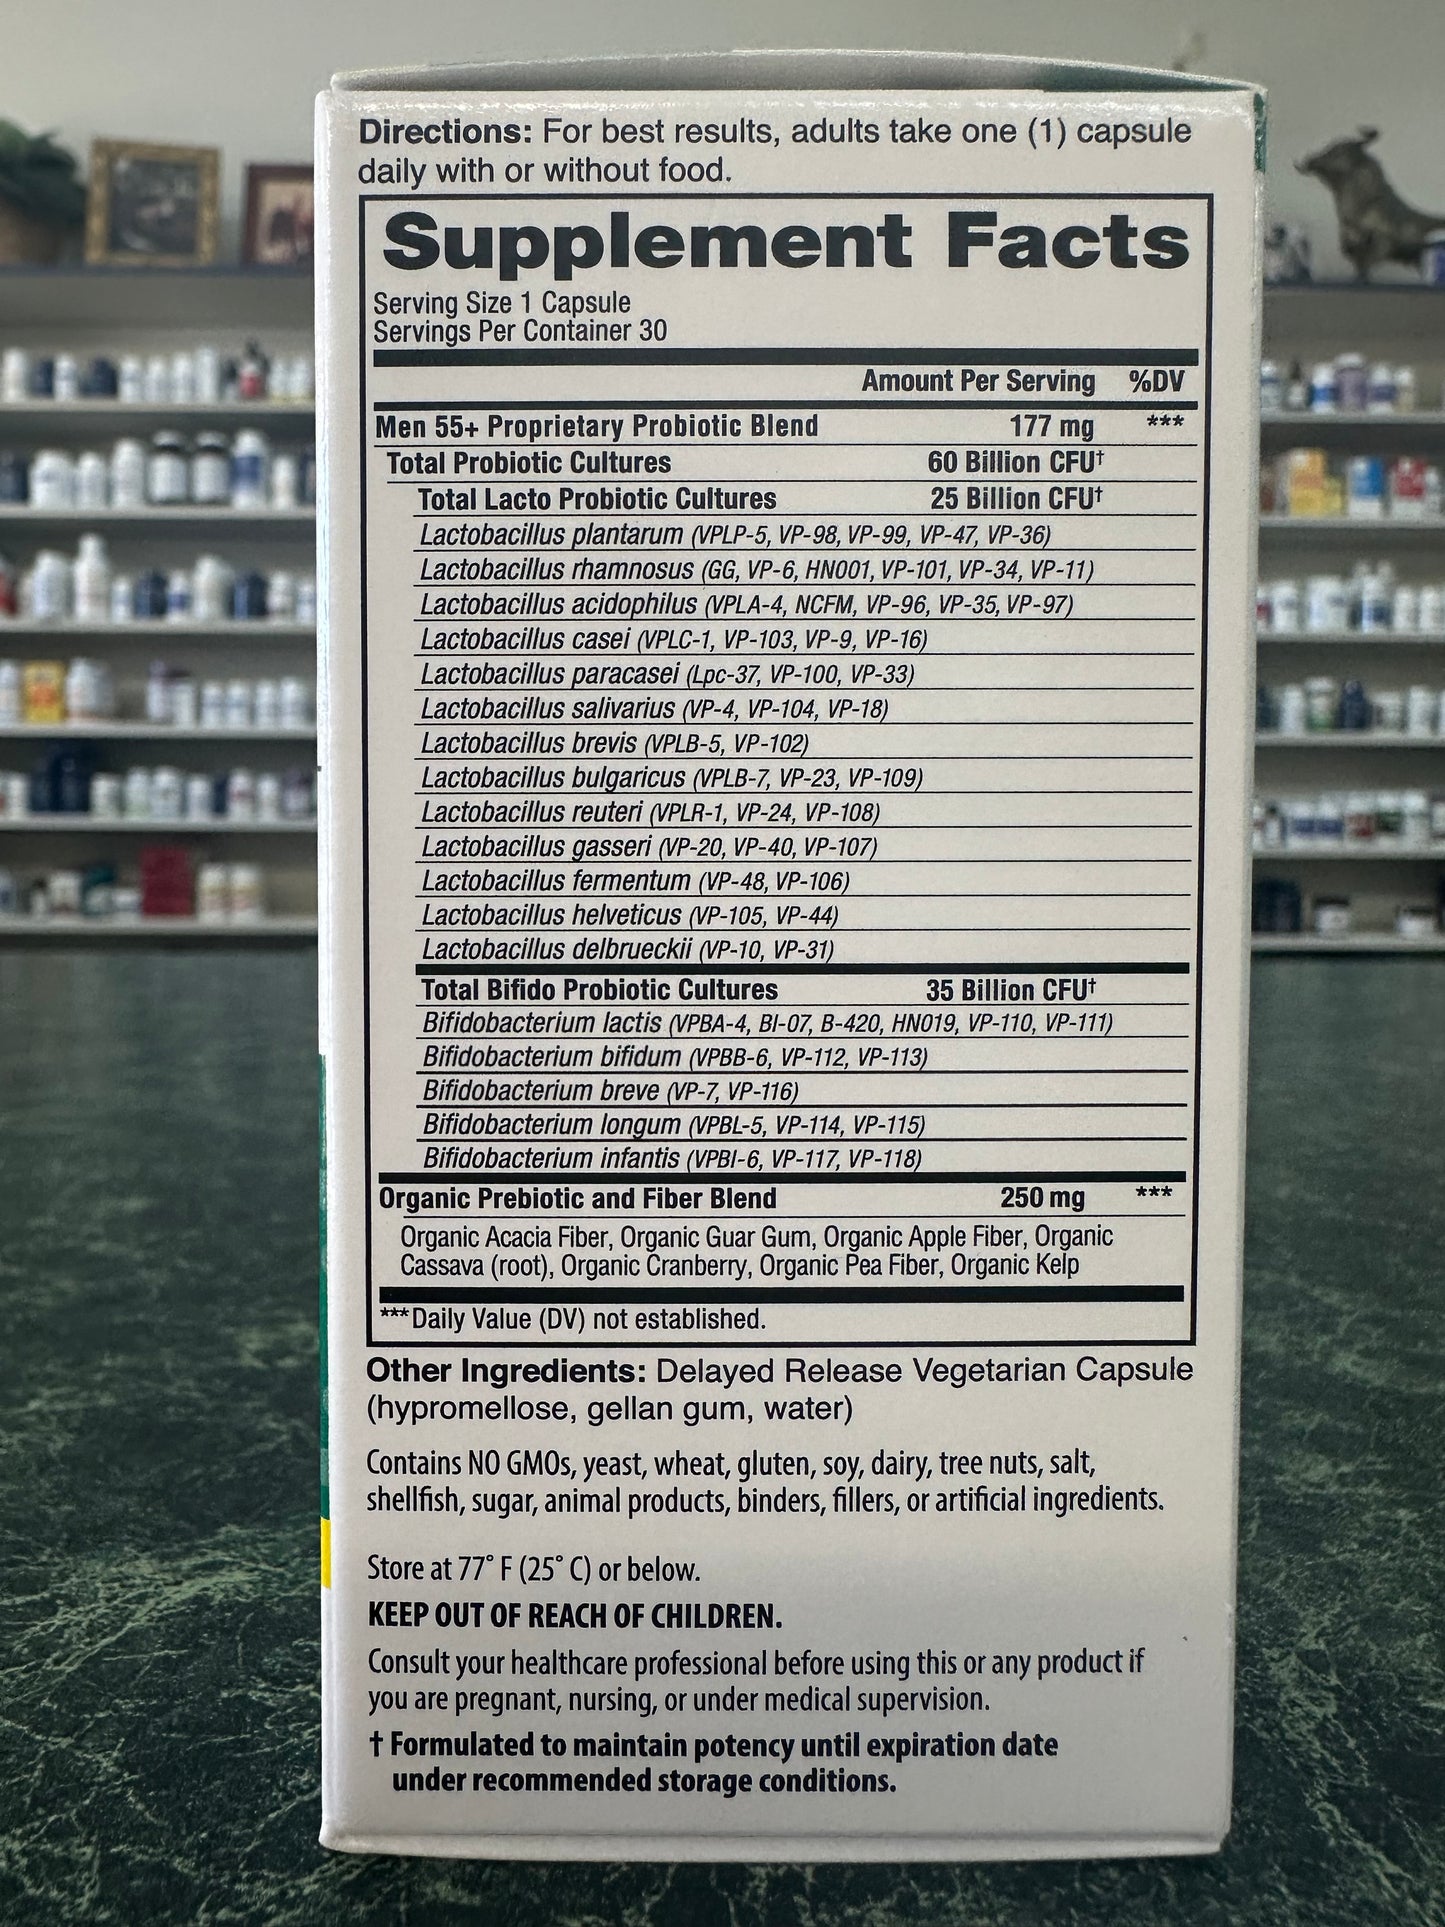 Directions: For best results, adults take one (1) capsule
daily with or without food.
Supplement Facts
Serving Size 1 Capsule
Servings Per Container 30
Amount Per Serving %DV
Men 55+ Proprietary Probiotic Blend 177 mg ***
Total Probiotic Cultures 60 Billion CFU†
Total Lacto Probiotic Cultures 25 Billion CFU†
Lactobacillus plantarum (VPLP-5, VP-98, VP-99, VP-47, VP-36)
Lactobacillus rhamnosus (GG, VP-6, HN001, VP-101, VP-34, VP-11)
Lactobacillus acidophilus (VPLA-4, NCFM, VP-96, VP-35, VP-97)
Lactobacillus casei (VPLC-1, VP-103, VP-9, VP-16)
Lactobacillus paracasei (Lpc-37, VP-100, VP-33)
Lactobacillus salivarius (VP-4, VP-104, VP-18)
Lactobacillus brevis (VPLB-5, VP-102)
Lactobacillus bulgaricus (VPLB-7, VP-23, VP-109)
Lactobacillus reuteri (VPLR-1, VP-24, VP-108)
Lactobacillus gasseri (VP-20, VP-40, VP-107)
Lactobacillus fermentum (VP-48, VP-106)
Lactobacillus helveticus (VP-105, VP-44)
Lactobacillus delbrueckii (VP-10, VP-31)
Total Bifido Probiotic Cultures 35 Billion CFU†
Bifidobacterium lactis (VPBA-4, BI-07, B-420, HN019, VP-110, VP-111)
Bifidobacterium bifidum (VPBB-6, VP-112, VP-113)
Bifidobacterium breve (VP-7, VP-116)
Bifidobacterium longum (VPBL-5, VP-114, VP-115)
Bifidobacterium infantis (VPBI-6, VP-117, VP-118)
Organic Prebiotic and Fiber Blend 250 mg ***
Organic Acacia Fiber, Organic Guar Gum, Organic Apple Fiber, Organic
Cassava (root), Organic Cranberry, Organic Pea Fiber, Organic Kelp
***Daily Value (DV) not established.
Other Ingredients: Delayed Release Vegetarian Capsule
(hypromellose, gellan gum, water)
Contains NO GMOs, yeast, wheat, gluten, soy, dairy, tree nuts, salt,
shellfish, sugar, animal products, binders, fillers, or artificial ingredients.
Store at 77° F (25° C) or below.
KEEP OUT OF REACH OF CHILDREN.
Consult your healthcare professional before using this or any product if
you are pregnant, nursing, or under medical supervision.
† Formulated to maintain potency until expiration date
under recommended storage conditions.